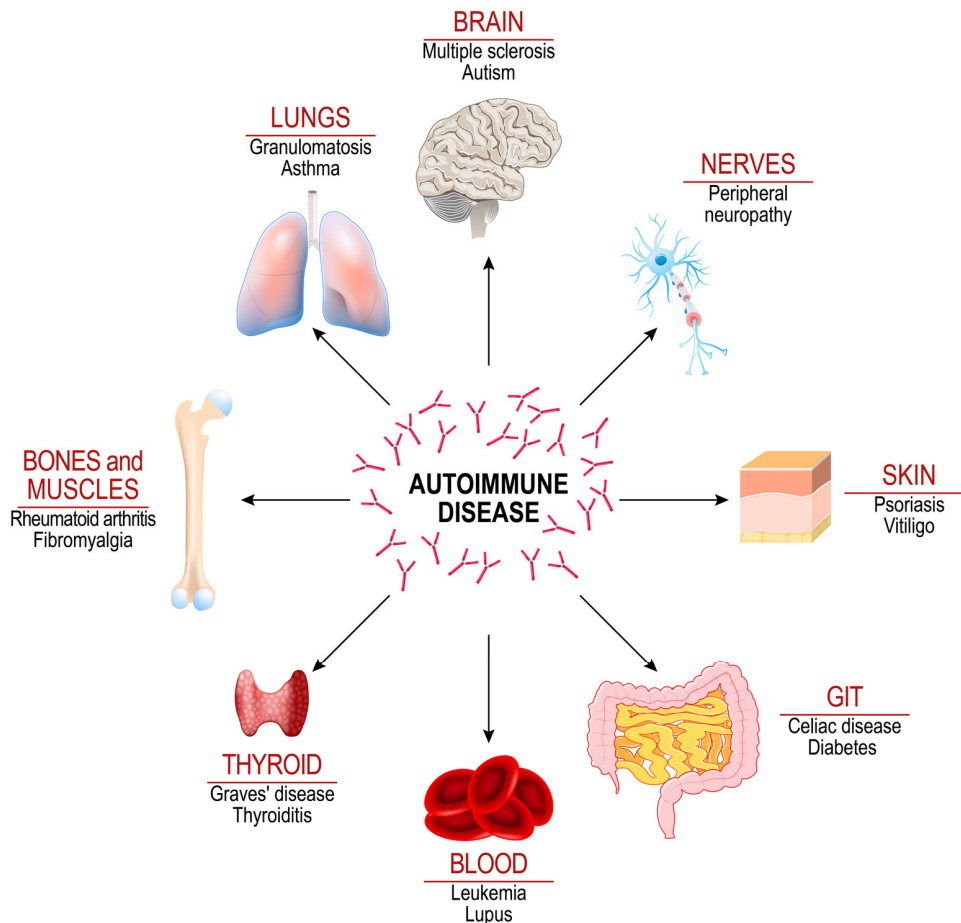 BRAIN
Multiple sclerosis
Autism
LUNGS
Granulomatosis
Asthma
NERVES
Peripheral
neuropathy
BONES and
MUSCLES
Rheumatoid arthritis
Fibromyalgia
AUTOIMMUNE
DISEASE
SKIN
Psoriasis
Vitiligo
THYROID
Graves' disease
Thyroiditis
GIT
Celiac disease
Diabetes
BLOOD
Leukemia
Lupus